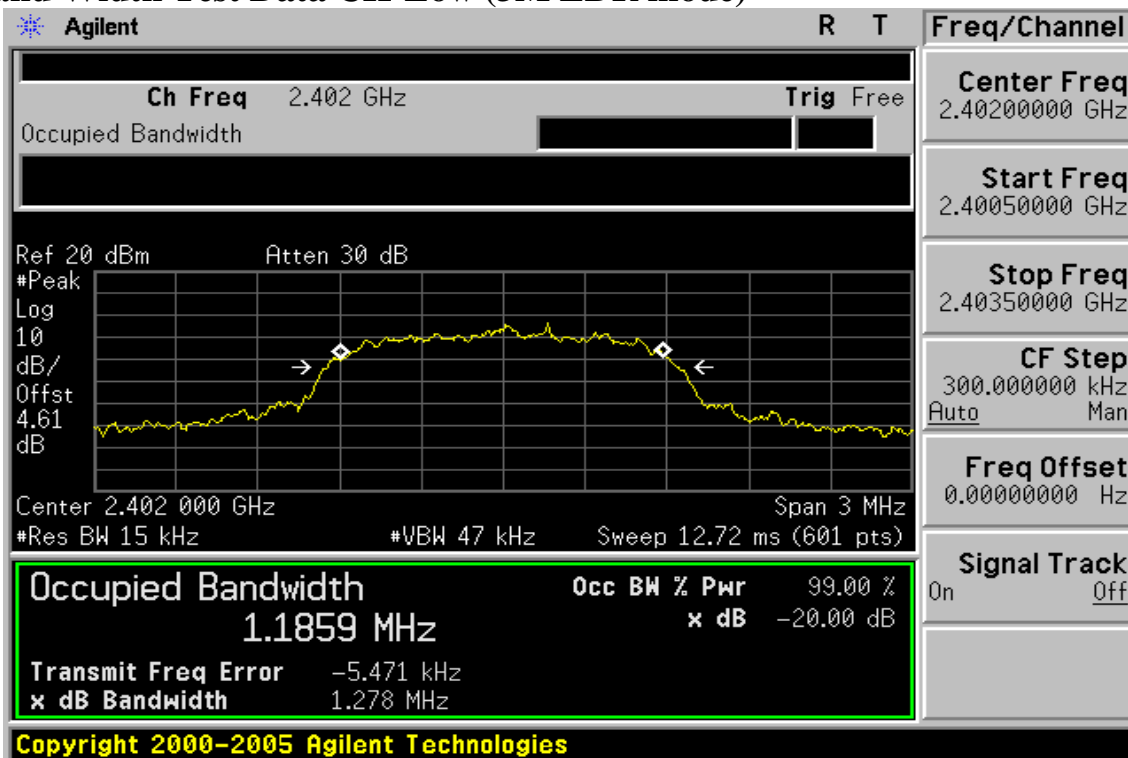 Agilent R T
Ch Freq 2.402 GHz Trig Free
Occupied Bandwidth
Ref 20 dBm Atten 30 dB
#Peak
Log
10
dB/
Offst
4.61
dB
Center 2.402 000 GHz Span 3 MHz
#Res BW 15 kHz #VBW 47 kHz Sweep 12.72 ms (601 pts)
Occupied Bandwidth Occ BW % Pwr 99.00 %
1.1859 MHz x dB -20.00 dB
Transmit Freq Error -5.471 kHz
x dB Bandwidth 1.278 MHz
Copyright 2000-2005 Agilent Technologies
Freq/Channel
Center Freq
2.40200000 GHz
Start Freq
2.40050000 GHz
Stop Freq
2.40350000 GHz
CF Step
300.000000 kHz
Auto Man
Freq Offset
0.00000000 Hz
Signal Track
On Off